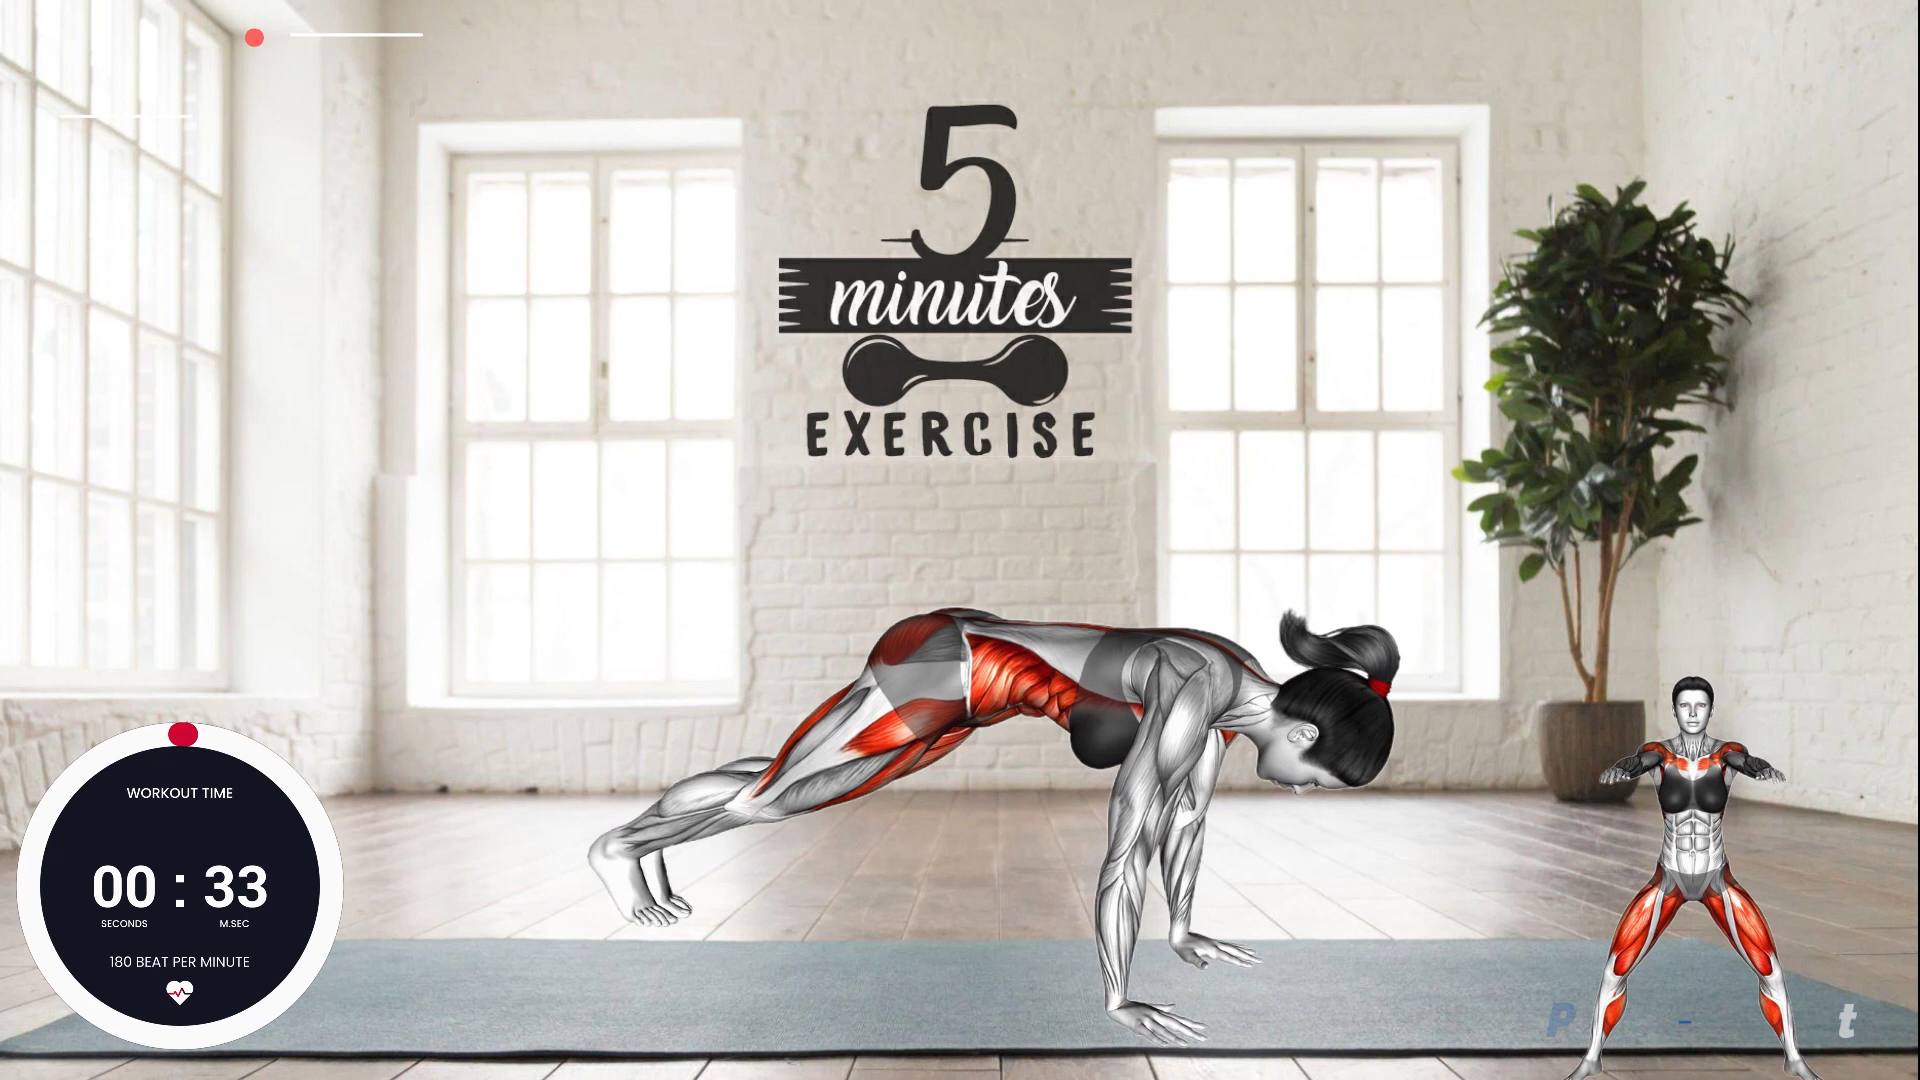 5
minutes
EXERCISE
WORKOUT TIME
00 : 33
SECONDS M.SEC
180 BEAT PER MINUTE
P - t